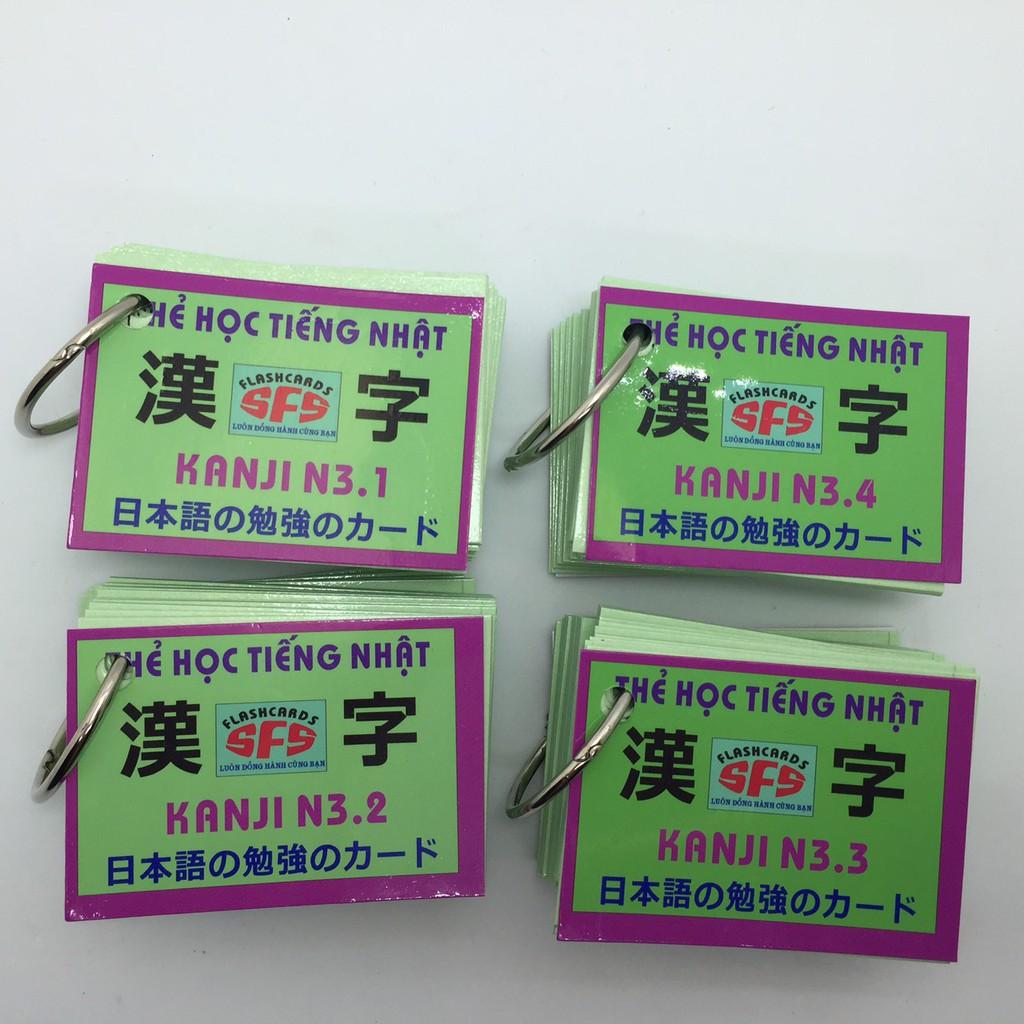 THẺ HỌC TIẾNG NHẬT
漢 字
FLASHCARDS
SFS
LUÔN ĐỒNG HÀNH CÙNG BẠN
KANJI N3.1
日本語の勉強のカード
THẺ HỌC TIẾNG NHẬT
漢 字
FLASHCARDS
SFS
LUÔN ĐỒNG HÀNH CÙNG BẠN
KANJI N3.4
日本語の勉強のカード
THẺ HỌC TIẾNG NHẬT
漢 字
FLASHCARDS
SFS
LUÔN ĐỒNG HÀNH CÙNG BẠN
KANJI N3.2
日本語の勉強のカード
THẺ HỌC TIẾNG NHẬT
漢 字
FLASHCARDS
SFS
LUÔN ĐỒNG HÀNH CÙNG BẠN
KANJI N3.3
日本語の勉強のカード